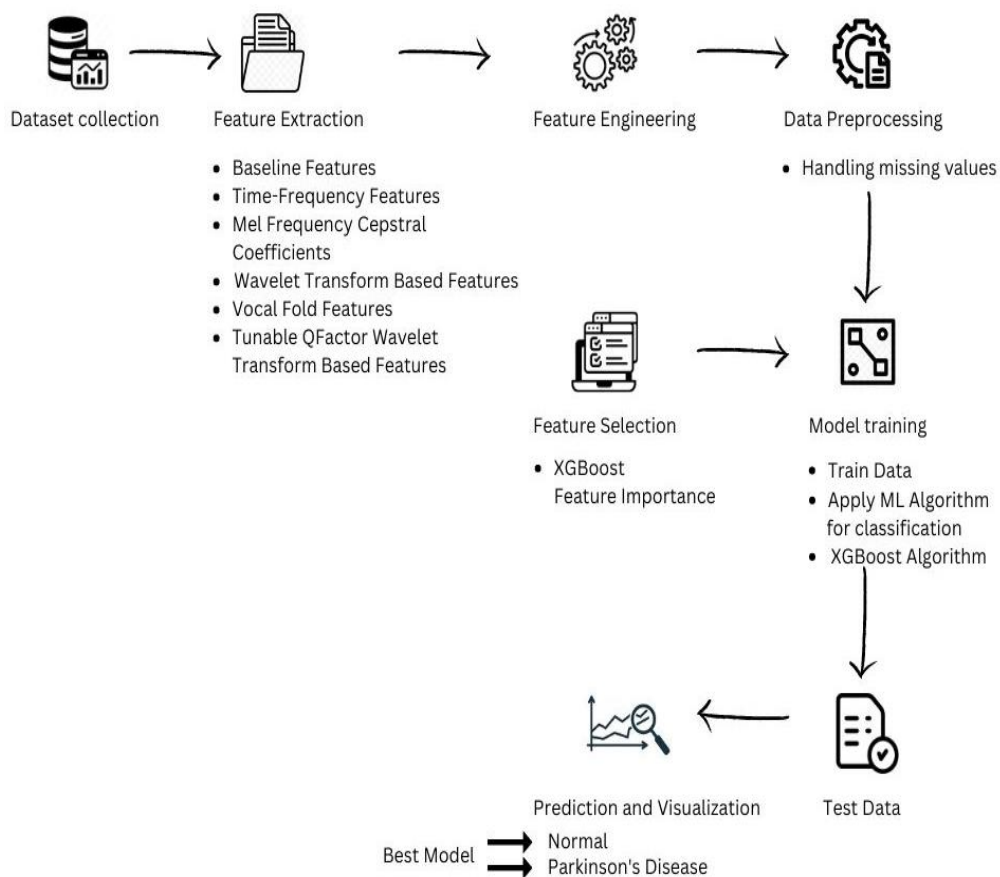 Dataset collection
Feature Extraction
Feature Engineering
Data Preprocessing
• Baseline Features
• Time-Frequency Features
• Mel Frequency Cepstral
Coefficients
• Wavelet Transform Based Features
• Vocal Fold Features
• Tunable QFactor Wavelet
Transform Based Features
• Handling missing values
Feature Selection
• XGBoost
Feature Importance
Model training
• Train Data
• Apply ML Algorithm
for classification
• XGBoost Algorithm
Prediction and Visualization
Test Data
Best Model
Normal
Parkinson's Disease